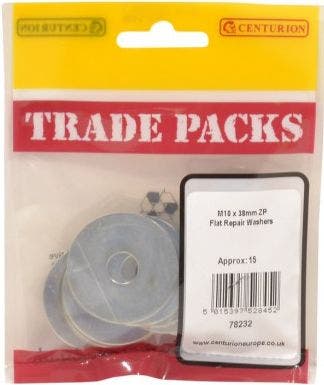 CENTURION
CENTURION
TRADE PACKS
M10 x 38mm ZP
Flat Repair Washers
Approx: 15
5 015397 528452
78232
www.centurioneurope.co.uk